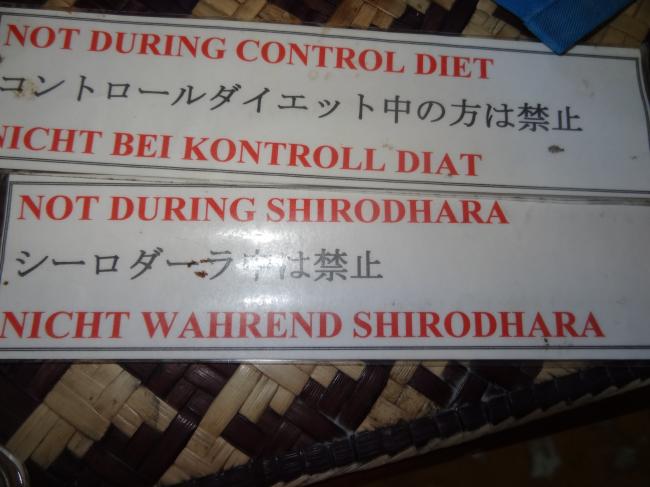 NOT DURING CONTROL DIET
コントロールダイエット中の方は禁止
NICHT BEI KONTROLL DIAT
NOT DURING SHIRODHARA
シーロダーラ中は禁止
NICHT WAHREND SHIRODHARA